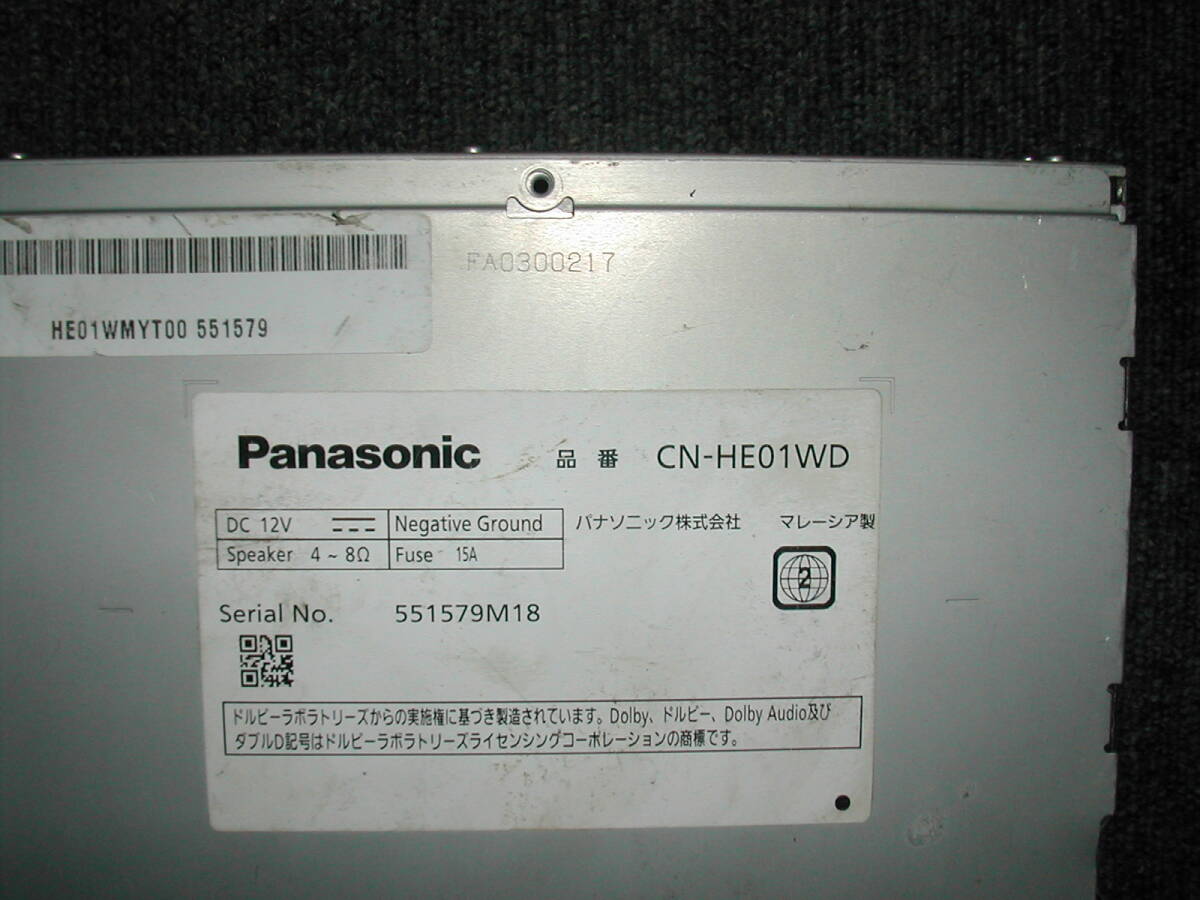 FA0300217
HE01WMYT00 551579
Panasonic 品番 CN-HE01WD
DC 12V Negative Ground パナソニック株式会社 マレーシア製
Speaker 4 ~ 8Ω Fuse 15A
2
Serial No. 551579M18
ドルビーラボラトリーズからの実施権に基づき製造されています。Dolby、ドルビー、Dolby Audio及び
ダブルD記号はドルビーラボラトリーズライセンシングコーポレーションの商標です。